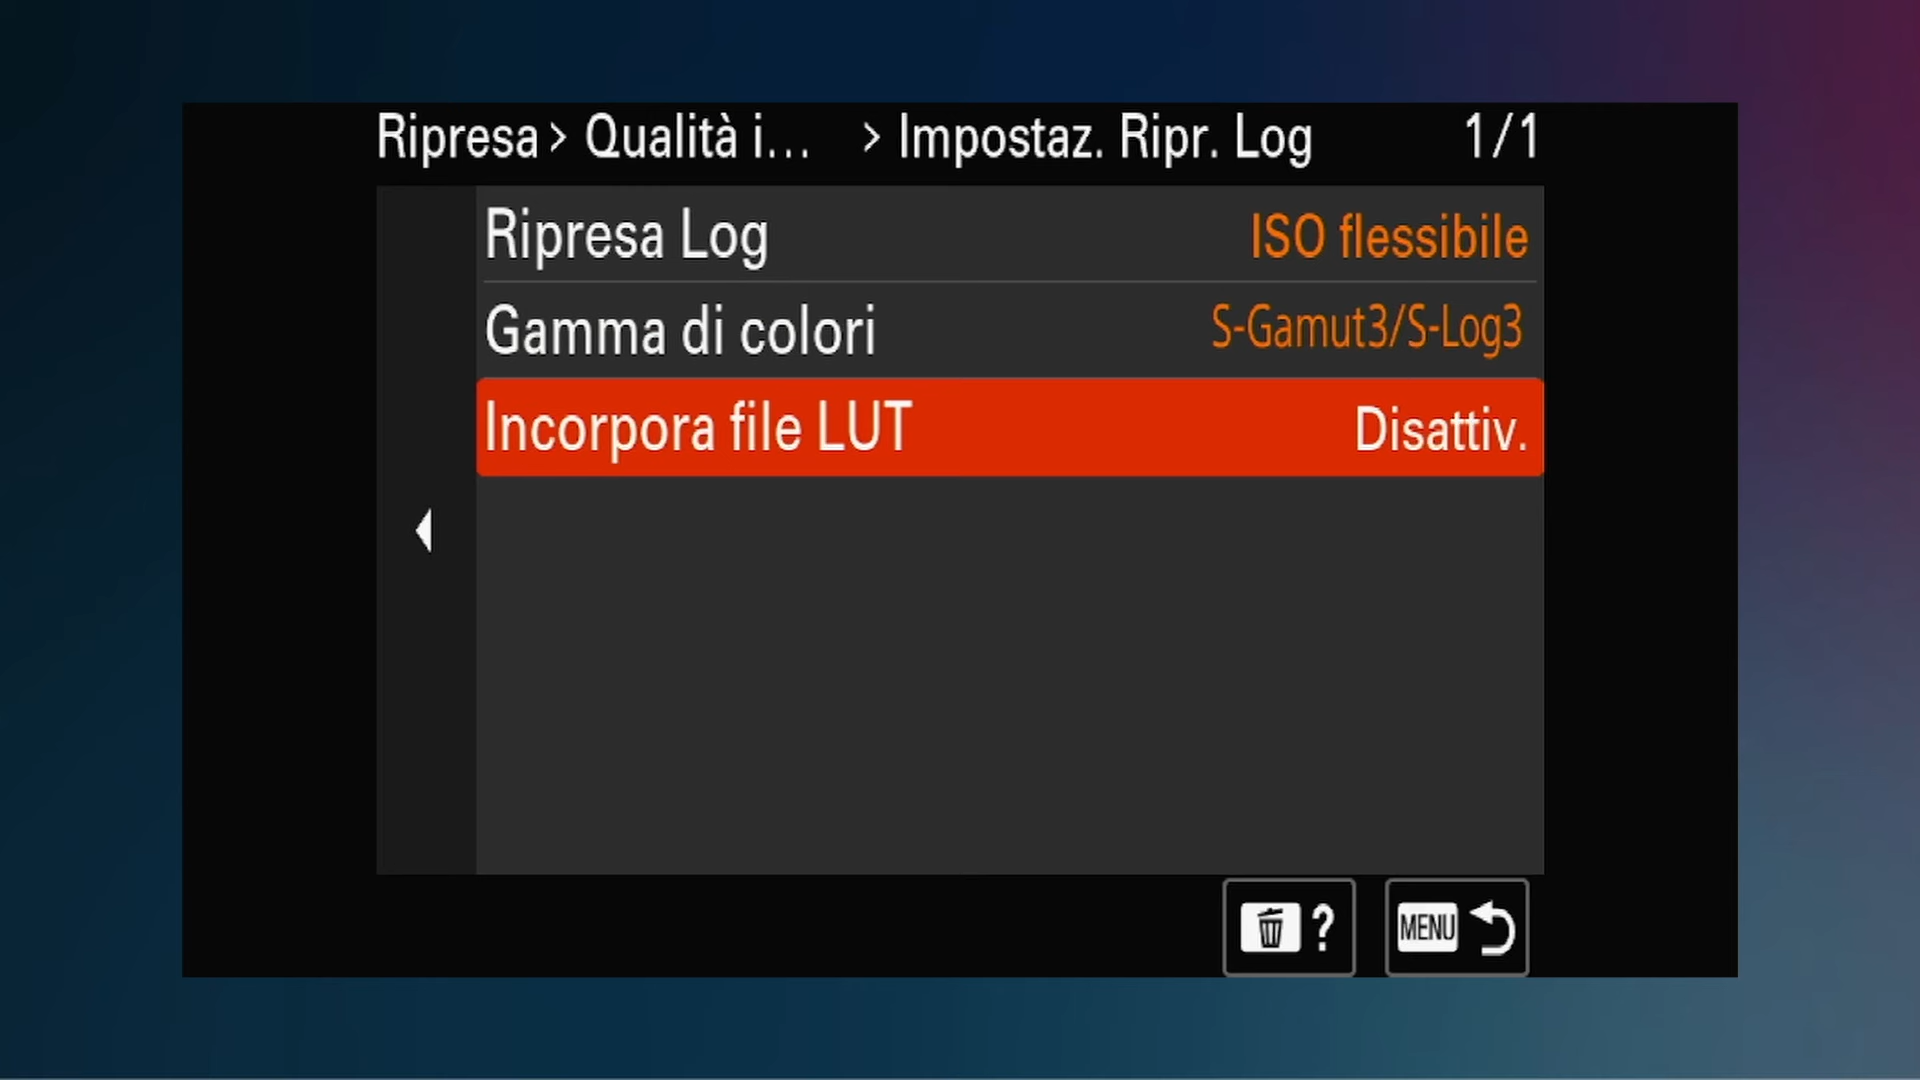 Ripresa > Qualità i... > Impostaz. Ripr. Log 1/1
Ripresa Log ISO flessibile
Gamma di colori S-Gamut3/S-Log3
Incorpora file LUT Disattiv.
? MENU